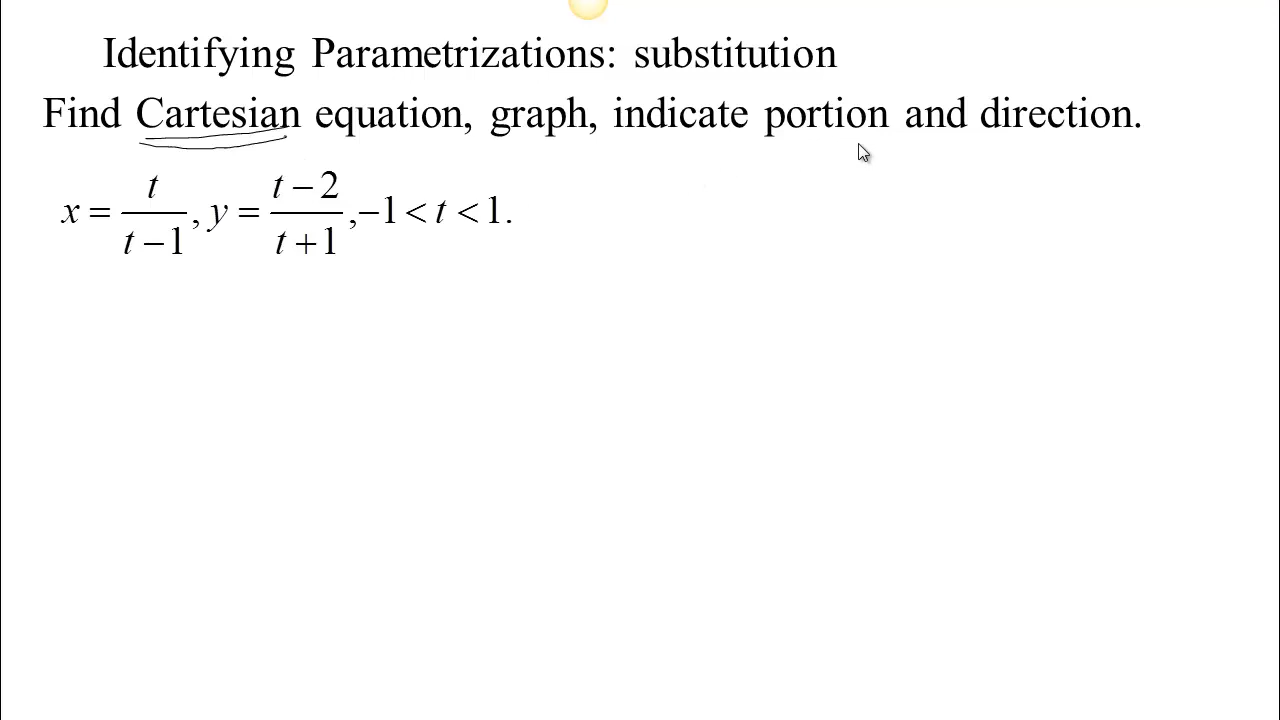 Identifying Parametrizations: substitution
Find Cartesian equation, graph, indicate portion and direction.
x = t/(t−1), y = (t−2)/(t+1), −1 < t < 1.